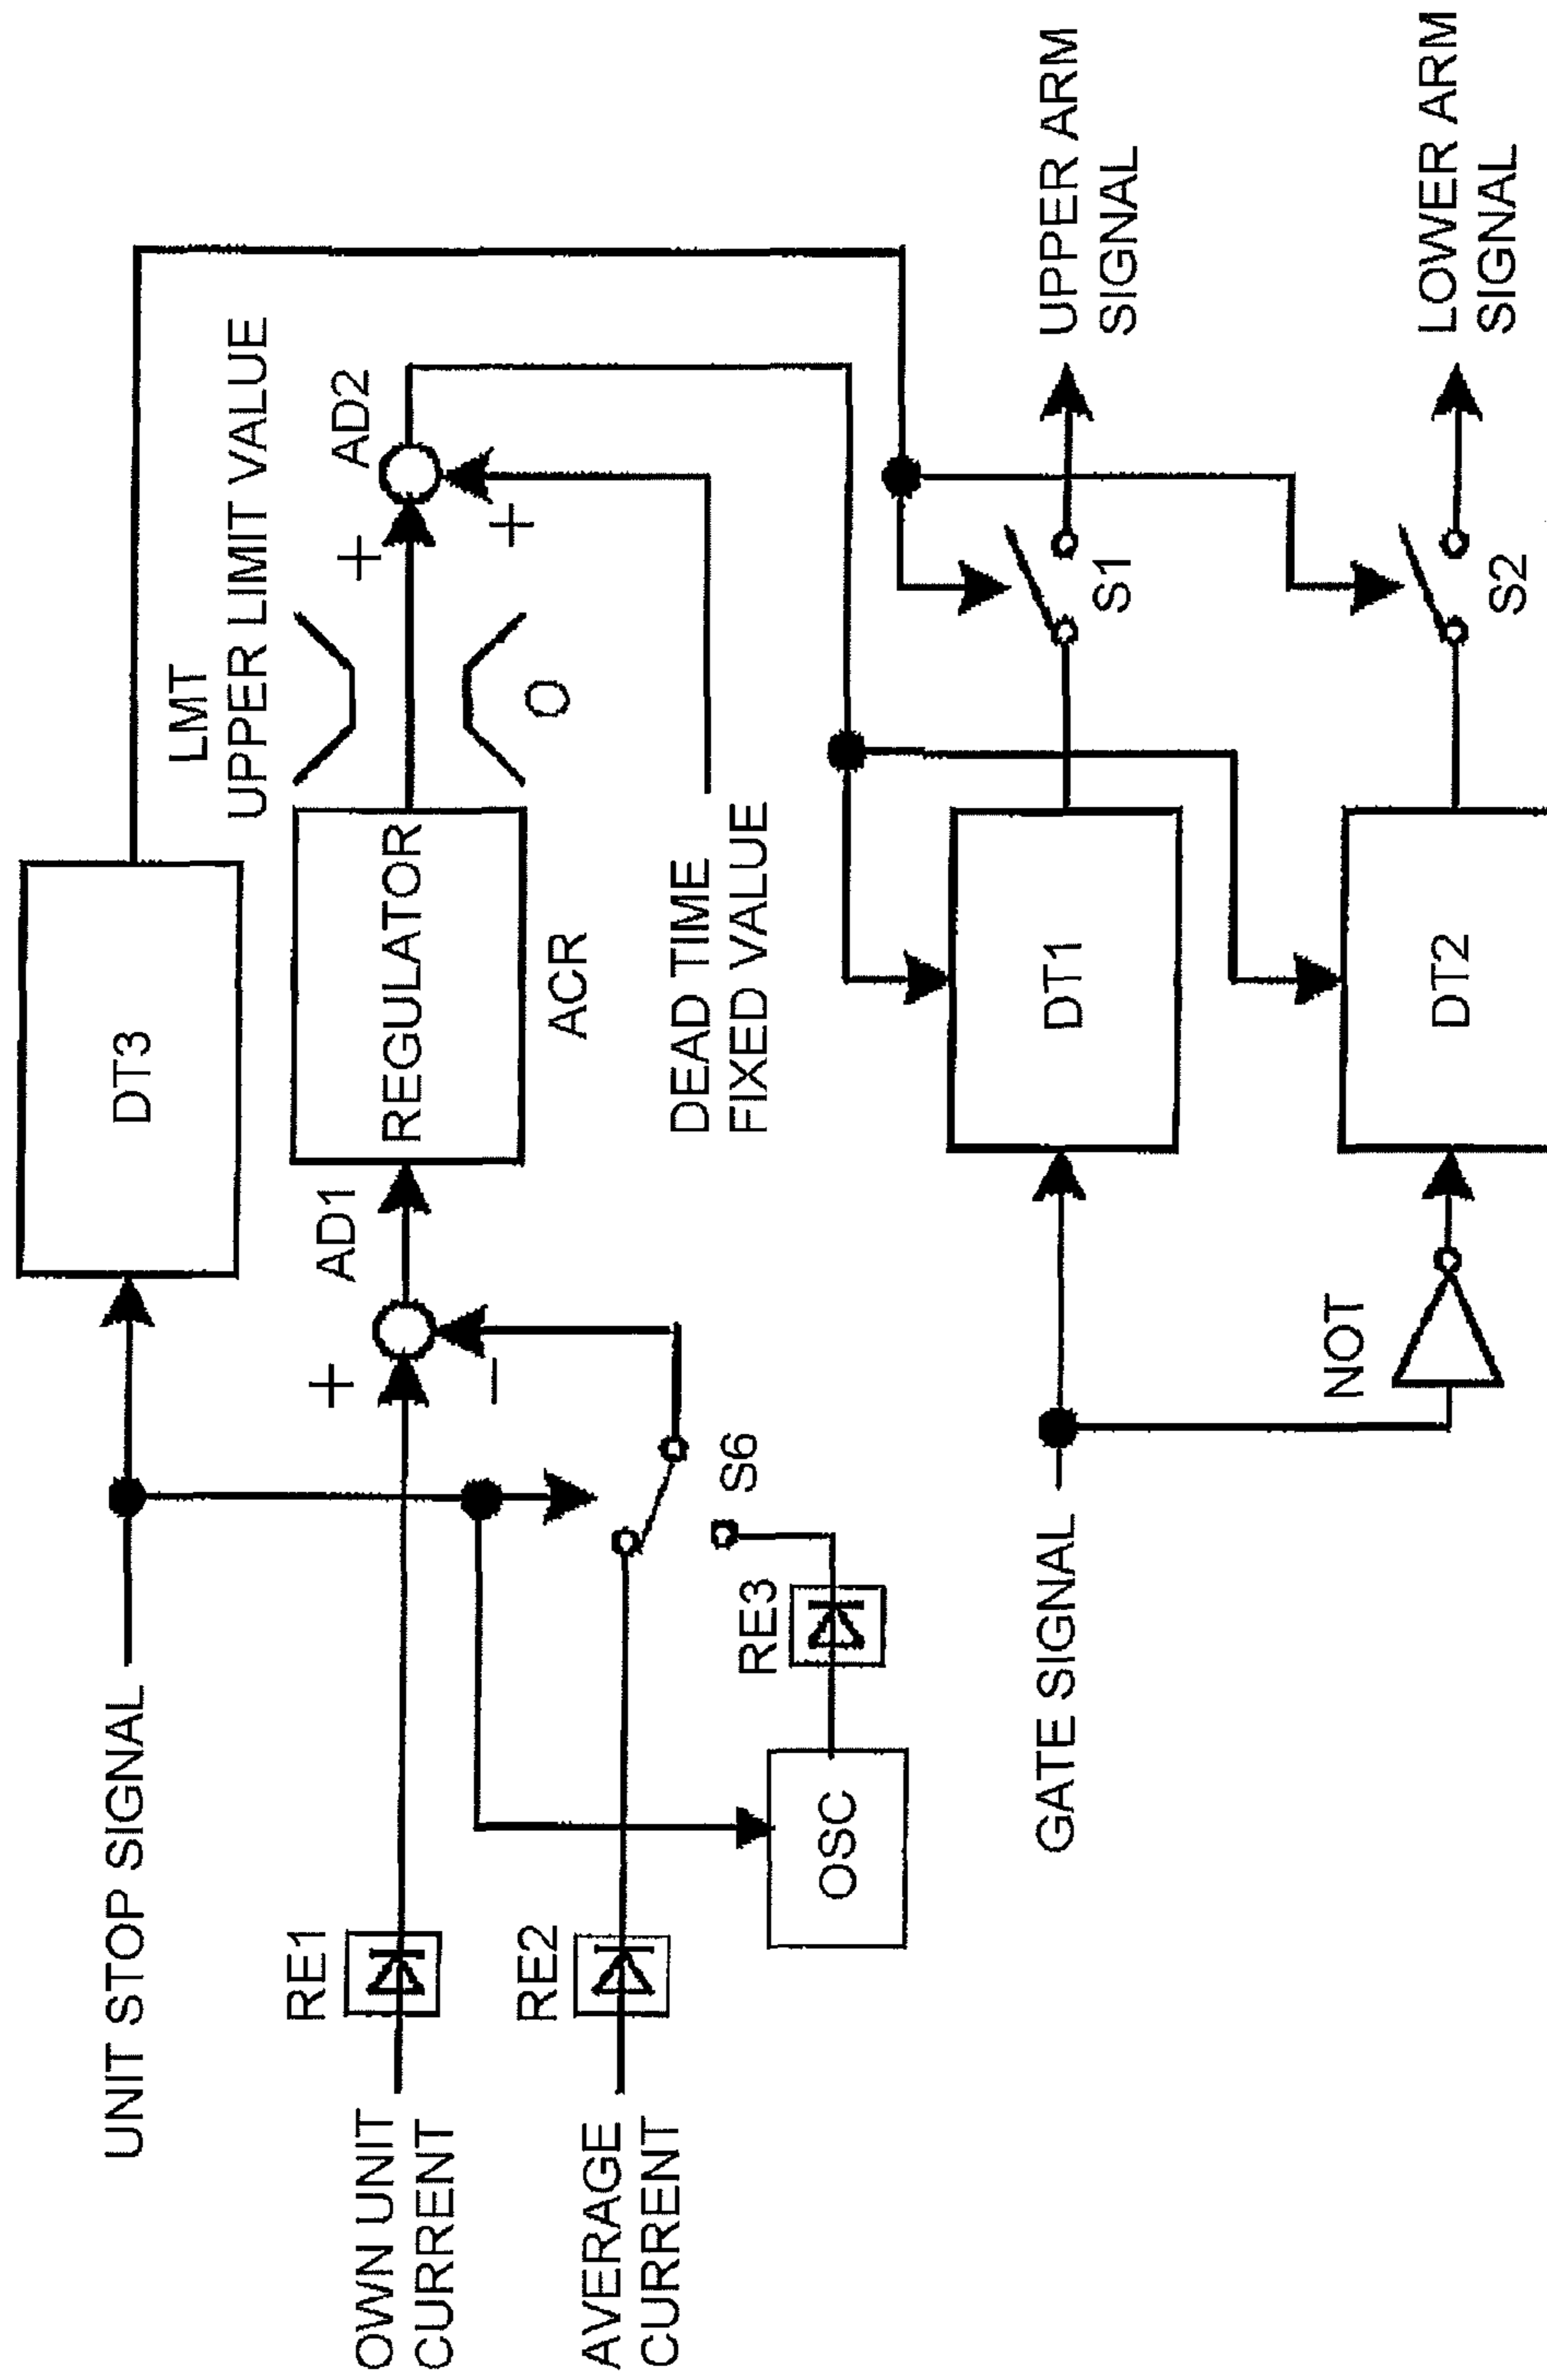 UNIT STOP SIGNAL
DT3
LMT
UPPER LIMIT VALUE
OWN UNIT
CURRENT
RE1
+
−
AD1
REGULATOR
ACR
O
+
+
AD2
AVERAGE
CURRENT
RE2
S6
DEAD TIME
FIXED VALUE
OSC
RE3
GATE SIGNAL
DT1
S1
UPPER ARM
SIGNAL
NOT
DT2
S2
LOWER ARM
SIGNAL